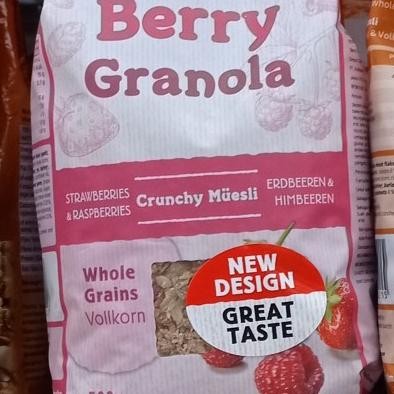 Berry
Granola
STRAWBERRIES
& RASPBERRIES
Crunchy Müesli
ERDBEEREN &
HIMBEEREN
Whole
Grains
Vollkorn
NEW
DESIGN
GREAT
TASTE